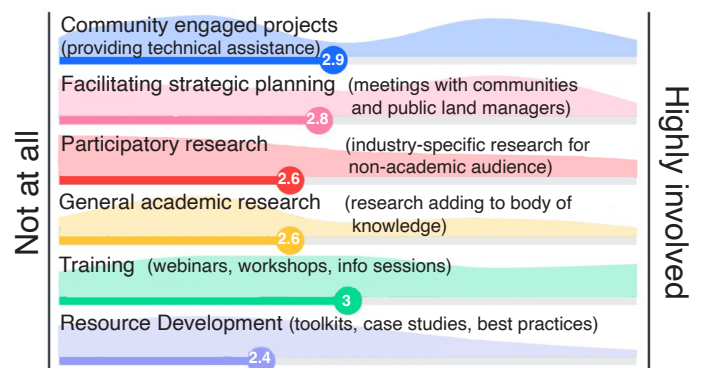 Not at all
Community engaged projects
(providing technical assistance)
2.9
Facilitating strategic planning (meetings with communities
and public land managers)
2.8
Participatory research (industry-specific research for
non-academic audience)
2.6
General academic research (research adding to body of
knowledge)
2.6
Training (webinars, workshops, info sessions)
3
Resource Development (toolkits, case studies, best practices)
2.4
Highly involved